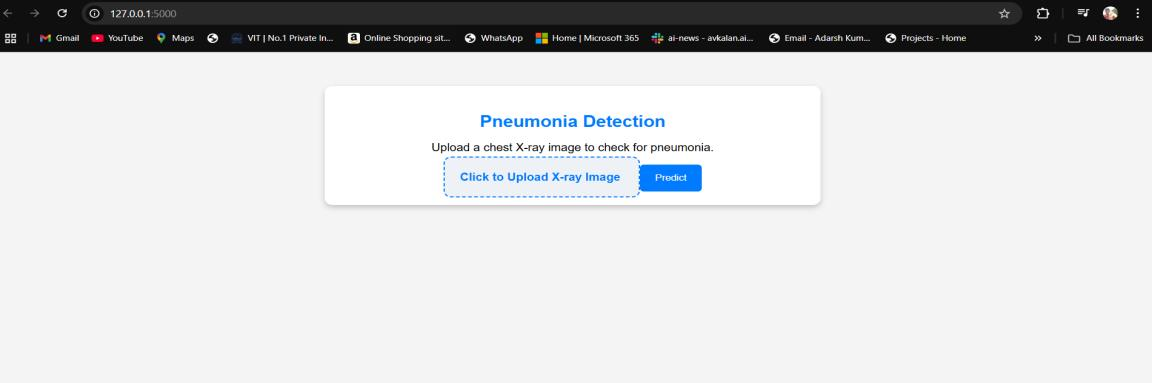 127.0.0.1:5000
Gmail YouTube Maps VIT | No.1 Private In... Online Shopping sit... WhatsApp Home | Microsoft 365 ai-news - avkalan.ai... Email - Adarsh Kum... Projects - Home » All Bookmarks
Pneumonia Detection
Upload a chest X-ray image to check for pneumonia.
Click to Upload X-ray Image Predict